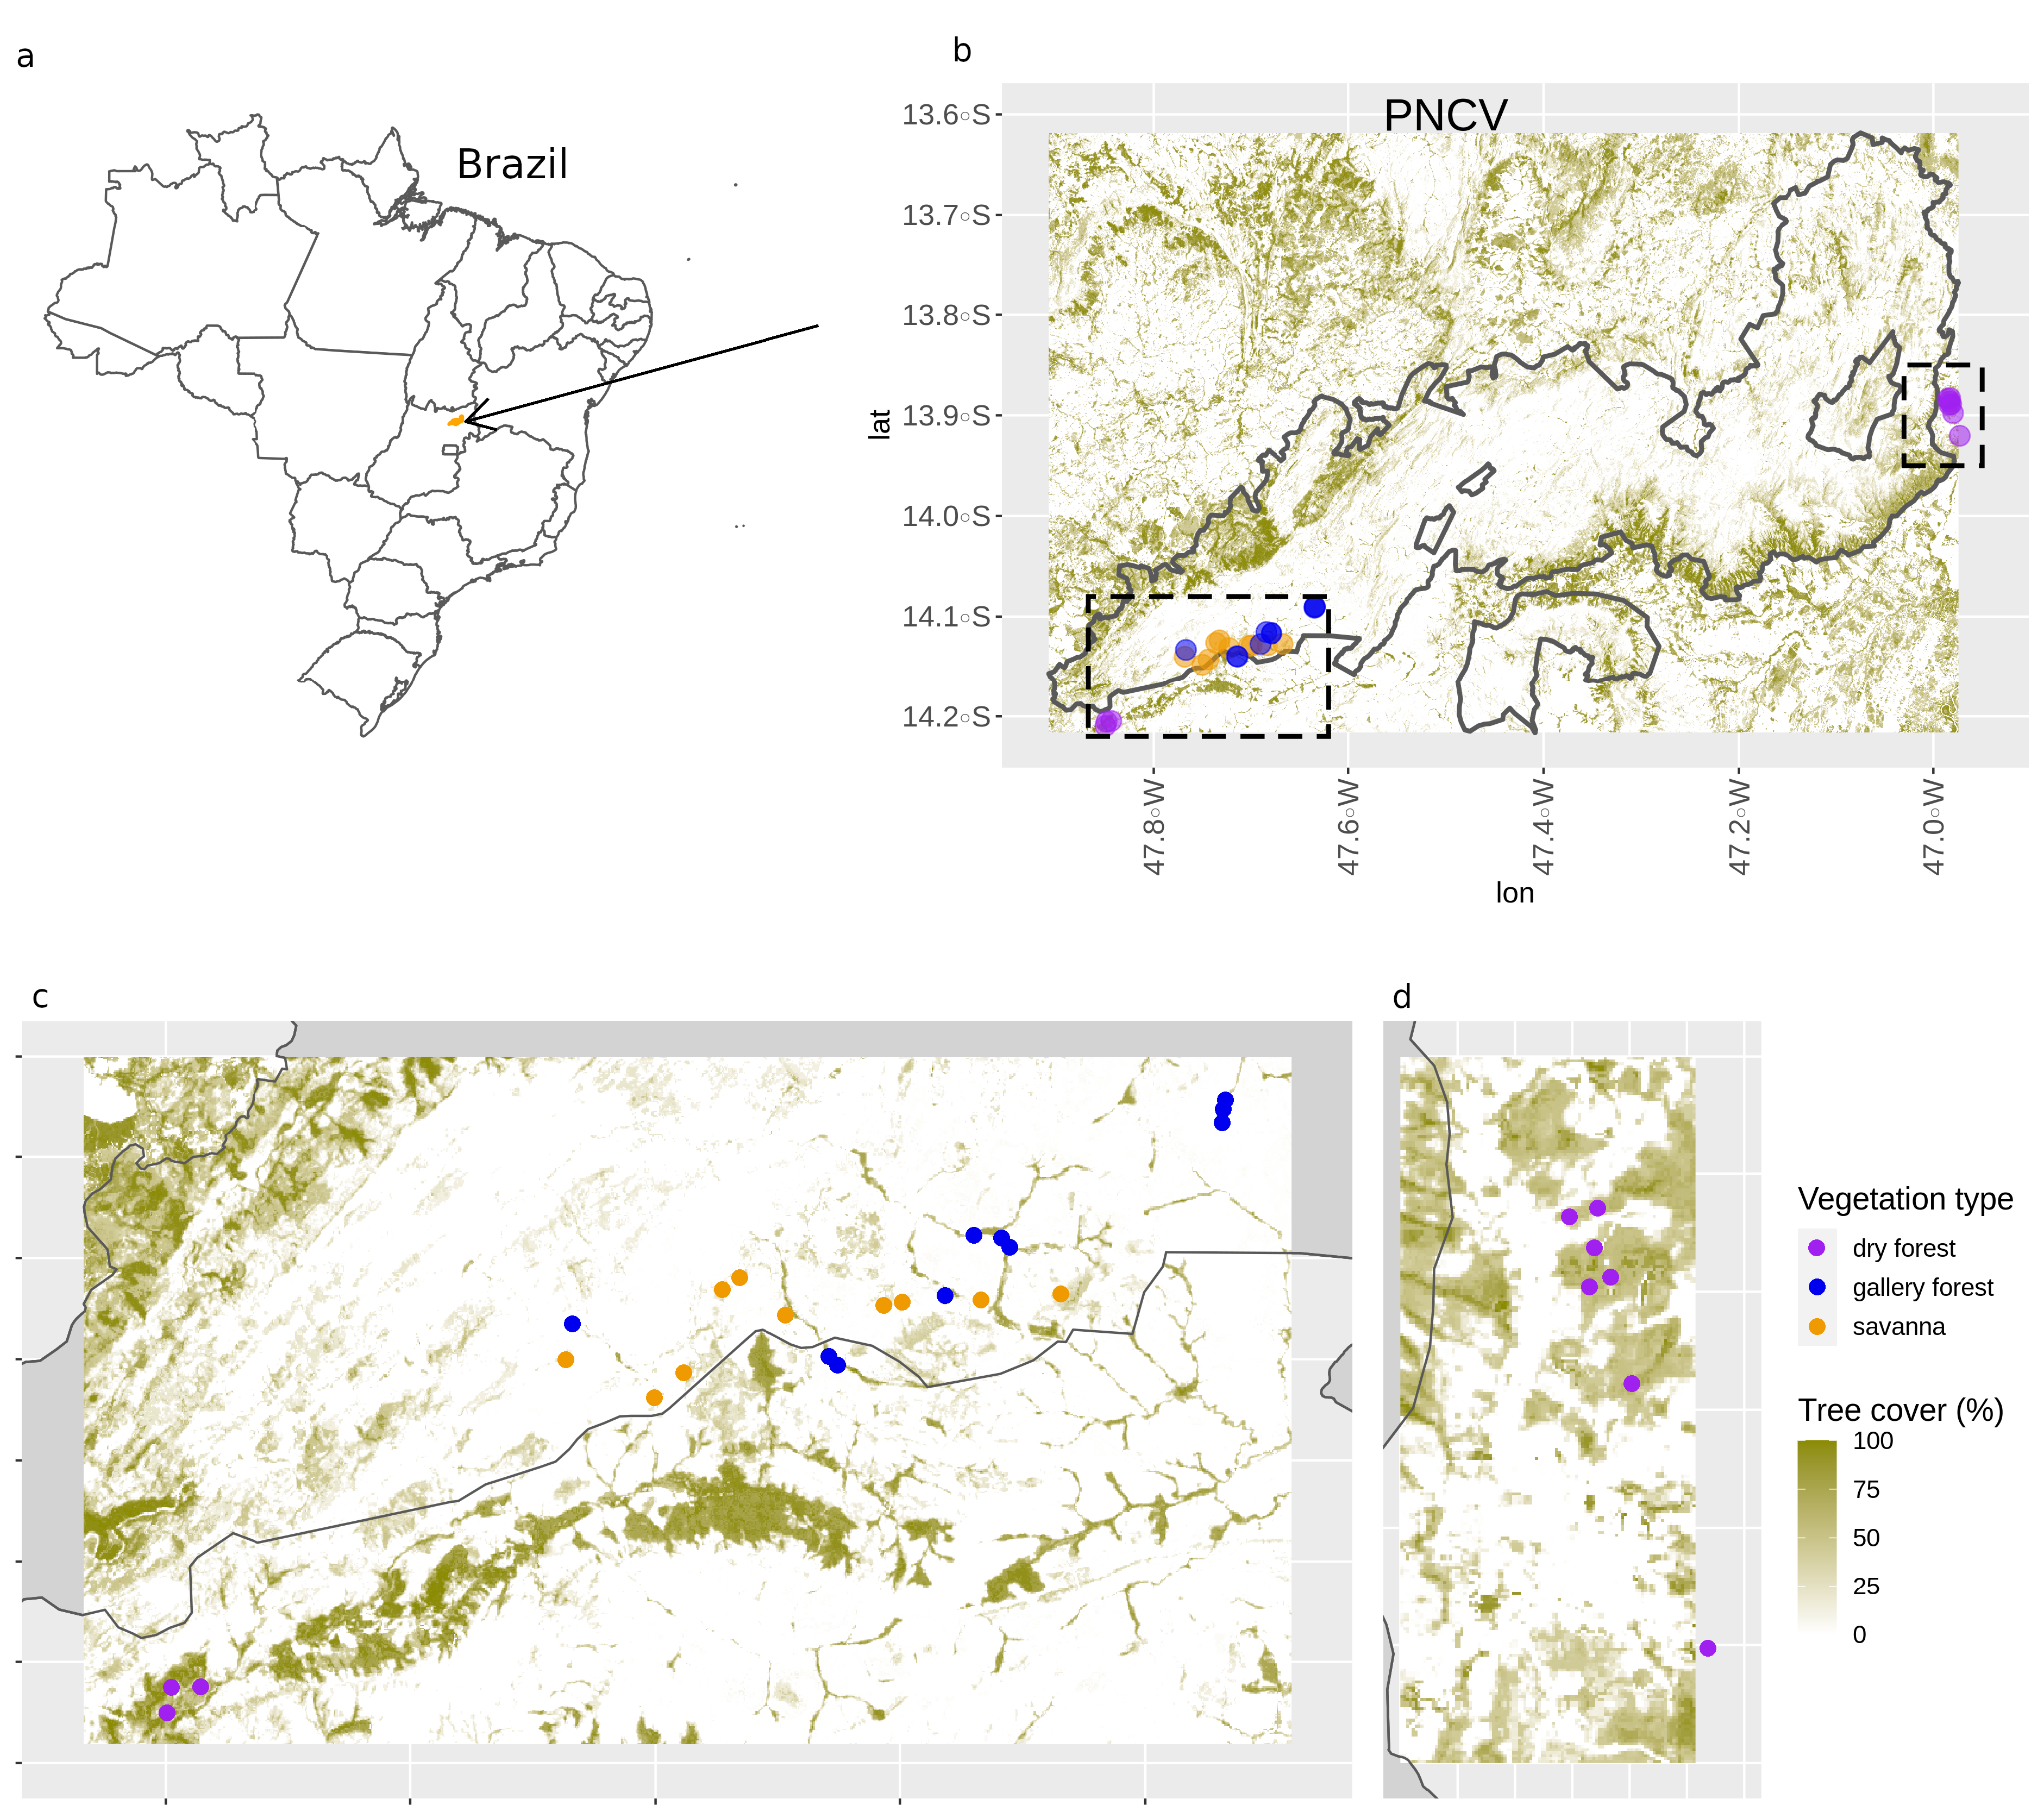 a
Brazil
b
PNCV
13.6◦S
13.7◦S
13.8◦S
13.9◦S
14.0◦S
14.1◦S
14.2◦S
lat
47.8◦W
47.6◦W
47.4◦W
47.2◦W
47.0◦W
lon
c
d
Vegetation type
dry forest
gallery forest
savanna
Tree cover (%)
100
75
50
25
0